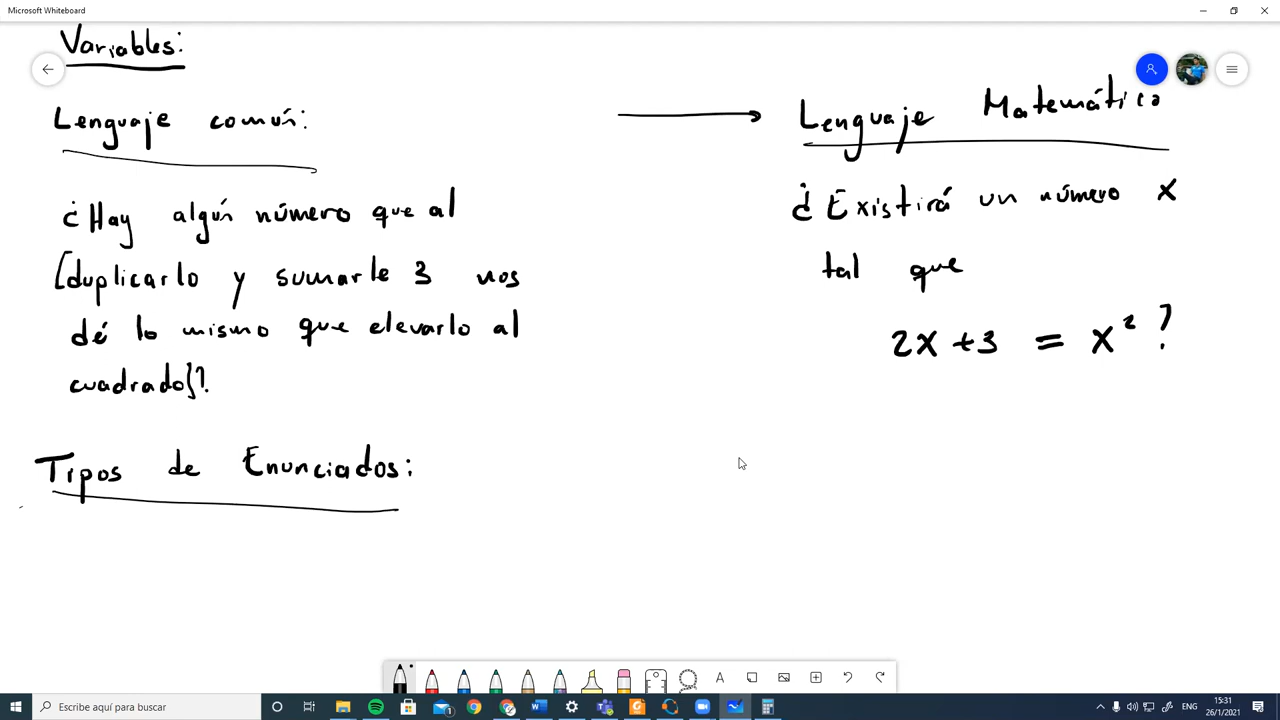 Microsoft Whiteboard
Variables:
Lenguaje común:
Lenguaje Matemático
¿Hay algún número que al
[duplicarlo y sumarle 3 nos
dé lo mismo que elevarlo al
cuadrado]?
¿Existirá un número x
tal que
2x + 3 = x² ?
Tipos de Enunciados:
Escribe aquí para buscar
15:31
26/1/2021